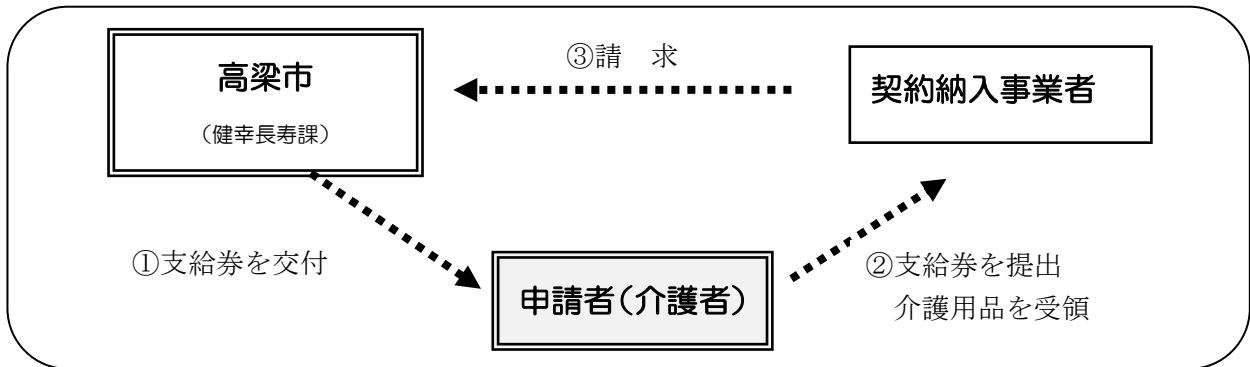 高梁市
（健幸長寿課）
③請　求
契約納入事業者
①支給券を交付
申請者（介護者）
②支給券を提出
介護用品を受領